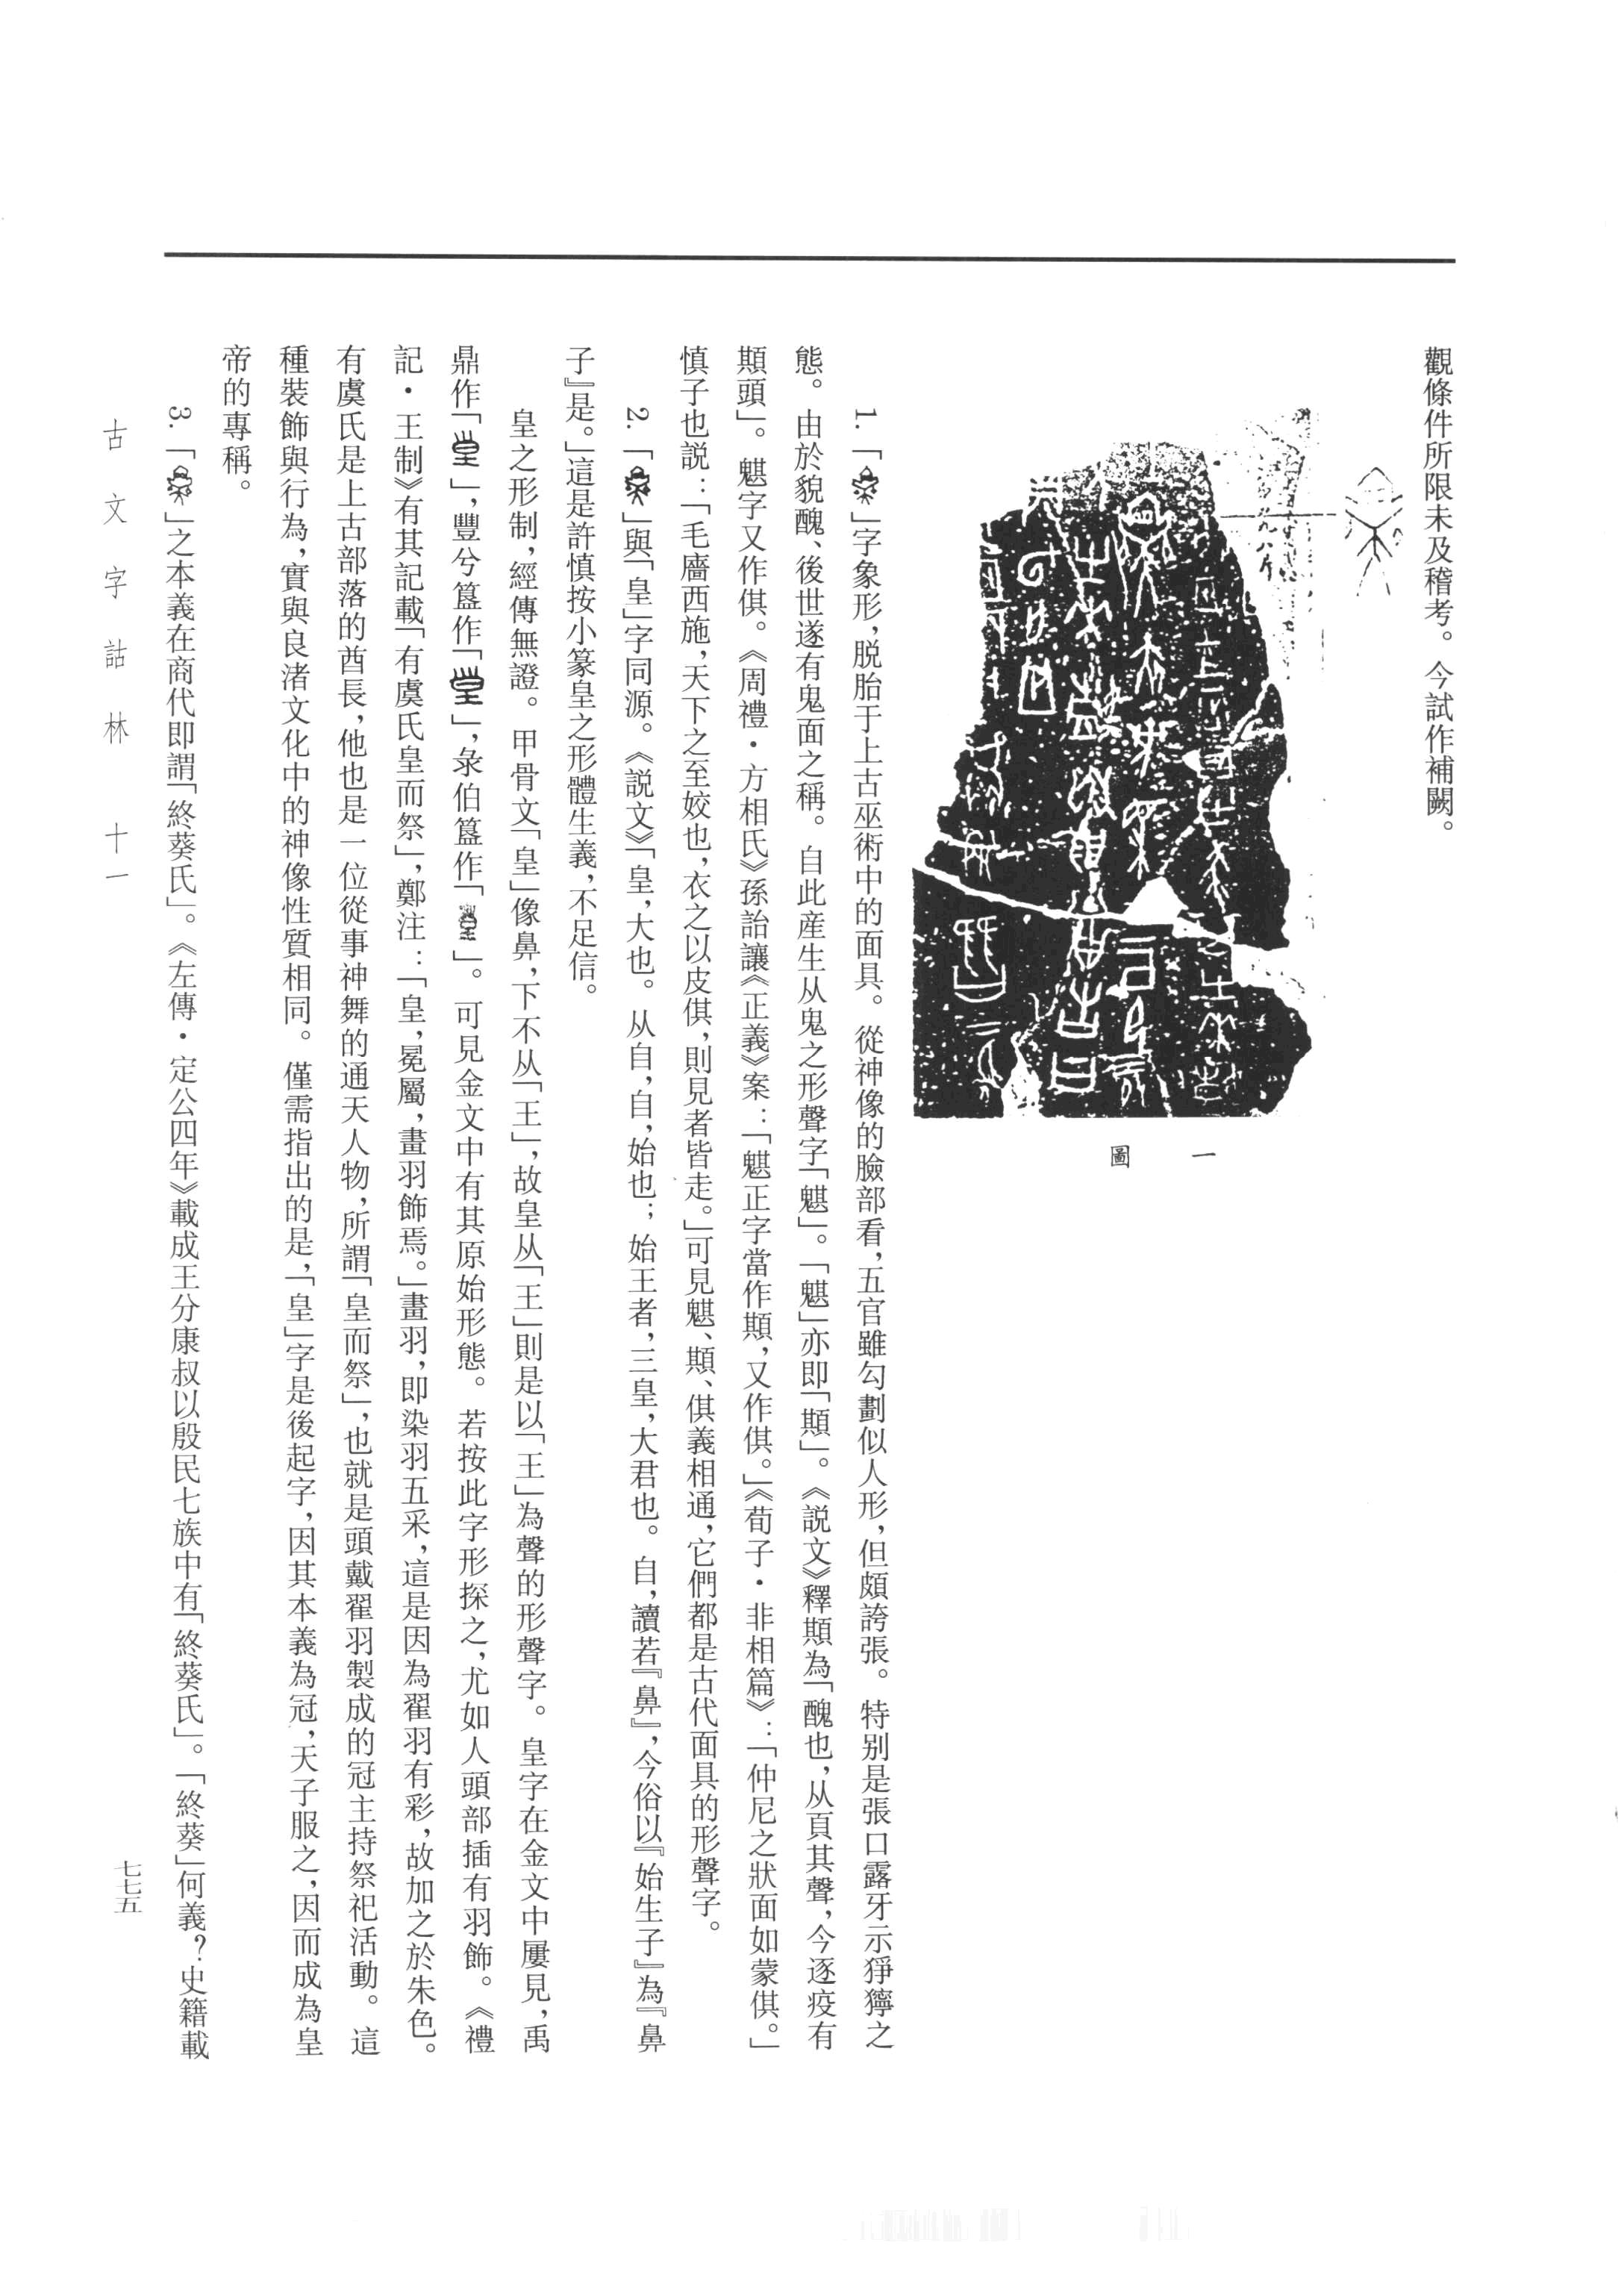 觀條件所限未及稽考。今試作補闕。
圖一
1.「」字象形，脱胎于上古巫術中的面具。從神像的臉部看，五官雖勾劃似人形，但頗誇張。特别是張口露牙示猙獰之
態。由於貌醜、後世遂有鬼面之稱。自此産生从鬼之形聲字「魌」。「魌」亦即「䫏」。《説文》釋䫏為「醜也，从頁其聲，今逐疫有
䫏頭」。魌字又作倛。《周禮·方相氏》孫詒讓《正義》案：「魌正字當作䫏，又作倛。」《荀子·非相篇》：「仲尼之狀面如蒙倛。」
慎子也説：「毛廧西施，天下之至姣也，衣之以皮倛，則見者皆走。」可見魌、䫏、倛義相通，它們都是古代面具的形聲字。
2.「」與「皇」字同源。《説文》「皇，大也。从自，自，始也；始王者，三皇，大君也。自，讀若『鼻』，今俗以『始生子』為『鼻
子』是。」這是許慎按小篆皇之形體生義，不足信。
皇之形制，經傳無證。甲骨文「皇」像鼻，下不从「王」，故皇从「王」則是以「王」為聲的形聲字。皇字在金文中屢見，禹
鼎作「」，豐兮簋作「」，彔伯簋作「」。可見金文中有其原始形態。若按此字形探之，尤如人頭部插有羽飾。《禮
記·王制》有其記載「有虞氏皇而祭」，鄭注：「皇，冕屬，畫羽飾焉。」畫羽，即染羽五采，這是因為翟羽有彩，故加之於朱色。
有虞氏是上古部落的酋長，他也是一位從事神舞的通天人物，所謂「皇而祭」，也就是頭戴翟羽製成的冠主持祭祀活動。這
種裝飾與行為，實與良渚文化中的神像性質相同。僅需指出的是，「皇」字是後起字，因其本義為冠，天子服之，因而成為皇
帝的專稱。
3.「」之本義在商代即謂「終葵氏」。《左傳·定公四年》載成王分康叔以殷民七族中有「終葵氏」。「終葵」何義？史籍載
古文字詁林 十一
七七五